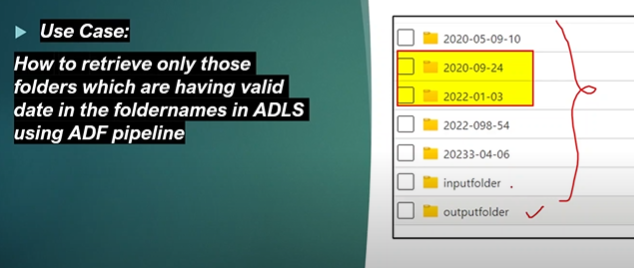 Use Case:
How to retrieve only those
folders which are having valid
date in the foldernames in ADLS
using ADF pipeline
2020-05-09-10
2020-09-24
2022-01-03
2022-098-54
20233-04-06
inputfolder .
outputfolder